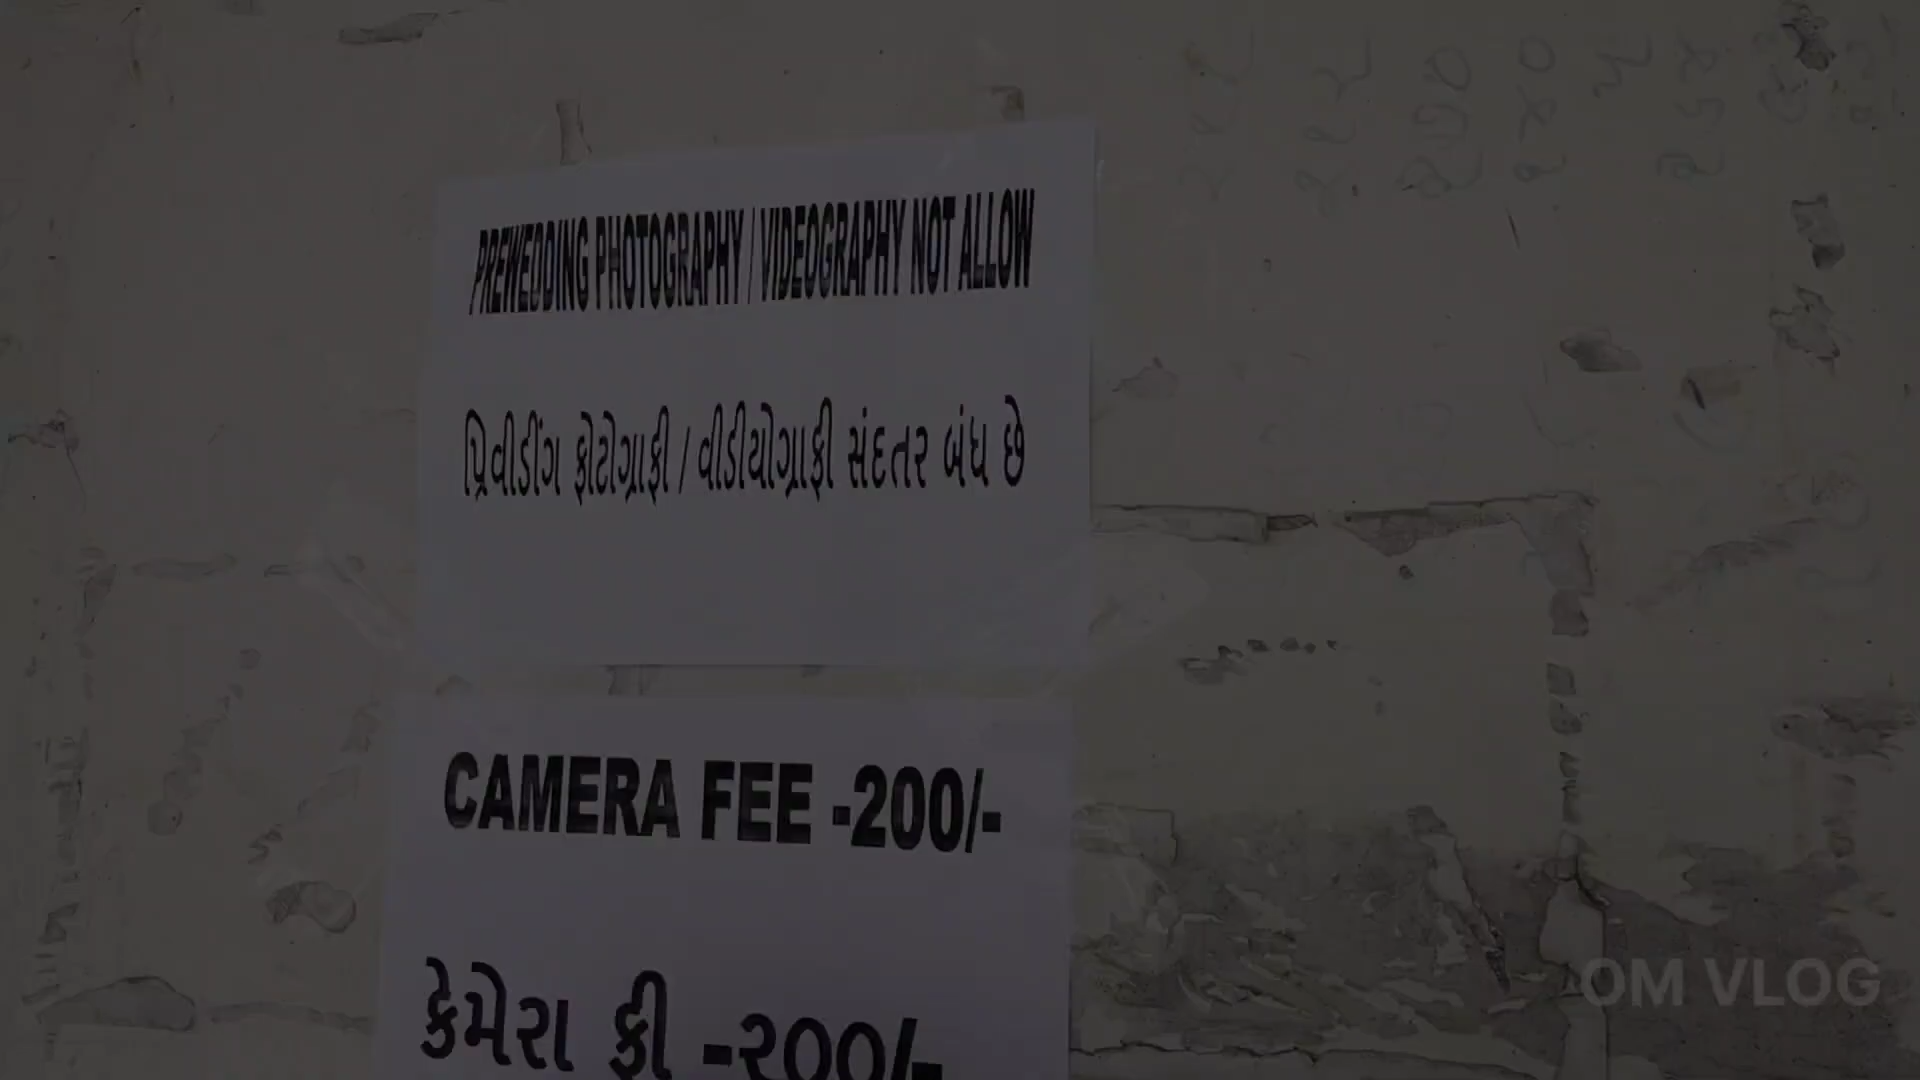 PREWEDDING PHOTOGRAPHY / VIDEOGRAPHY NOT ALLOW
પ્રિવીડીંગ ફોટોગ્રાફી / વીડીયોગ્રાફી સંદતર બંધ છે
CAMERA FEE -200/-
કેમેરા ફી -૨૦૦/-
OM VLOG